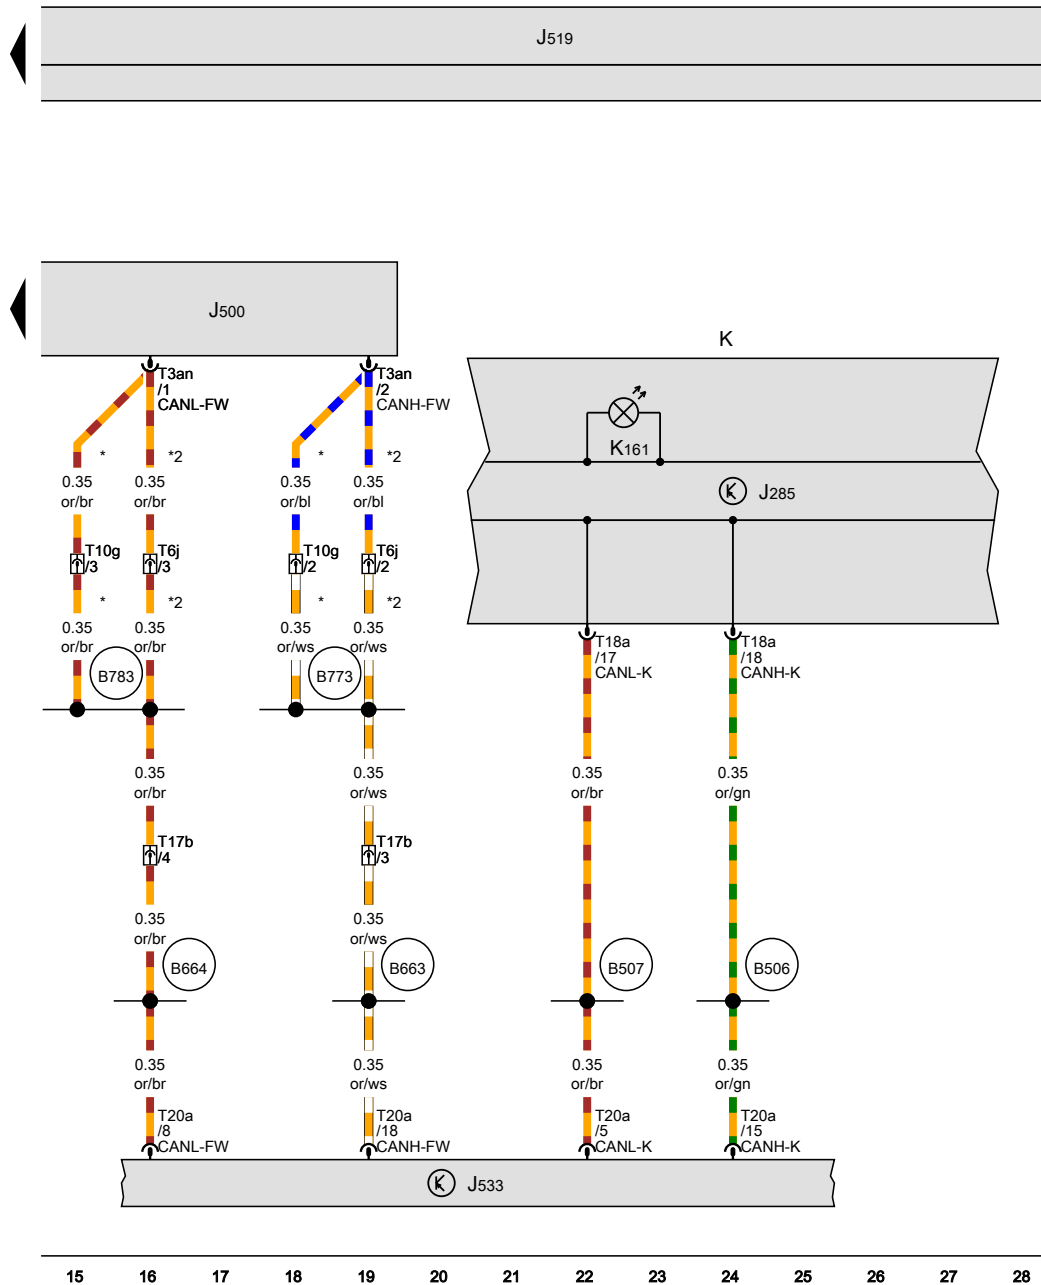 J519
J500
K
T3an
/1
CANL-FW
T3an
/2
CANH-FW
K161
* *2 * *2
0.35 0.35 0.35 0.35
or/br or/br or/bl or/bl
J285
T10g
/3
T6j
/3
T10g
/2
T6j
/2
* *2 * *2
0.35 0.35 0.35 0.35
or/br or/br or/ws or/ws
T18a
/17
CANL-K
T18a
/18
CANH-K
B783 B773
0.35 0.35 0.35 0.35
or/br or/ws or/br or/gn
T17b
/4
T17b
/3
0.35 0.35
or/br or/ws
B664 B663 B507 B506
0.35 0.35 0.35 0.35
or/br or/ws or/br or/gn
T20a
/8
CANL-FW
T20a
/18
CANH-FW
T20a
/5
CANL-K
T20a
/15
CANH-K
J533
15 16 17 18 19 20 21 22 23 24 25 26 27 28